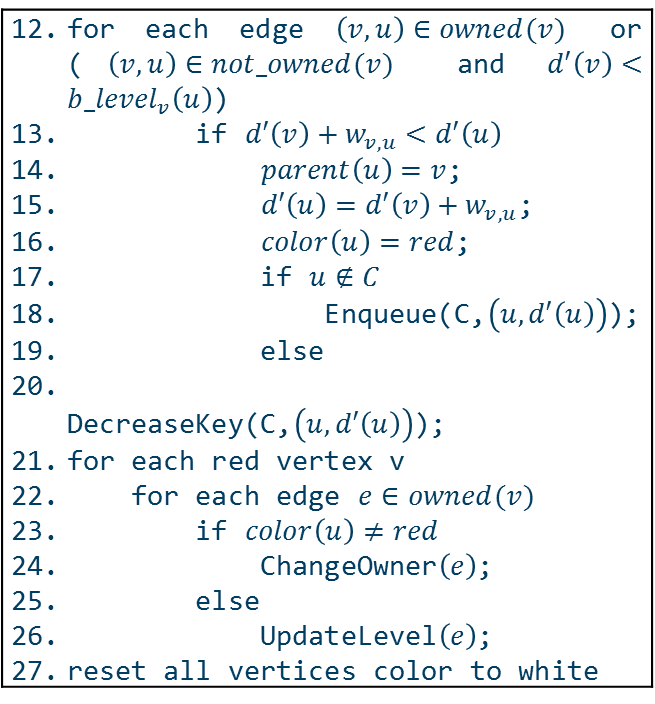 12. for each edge (v,u) ∈ owned(v) or
( (v,u) ∈ not_owned(v) and d′(v) <
b_levelᵥ(u))
13. if d′(v) + w_{v,u} < d′(u)
14. parent(u) = v;
15. d′(u) = d′(v) + w_{v,u};
16. color(u) = red;
17. if u ∉ C
18. Enqueue(C,(u,d′(u)));
19. else
20.
DecreaseKey(C,(u,d′(u)));
21. for each red vertex v
22. for each edge e ∈ owned(v)
23. if color(u) ≠ red
24. ChangeOwner(e);
25. else
26. UpdateLevel(e);
27. reset all vertices color to white